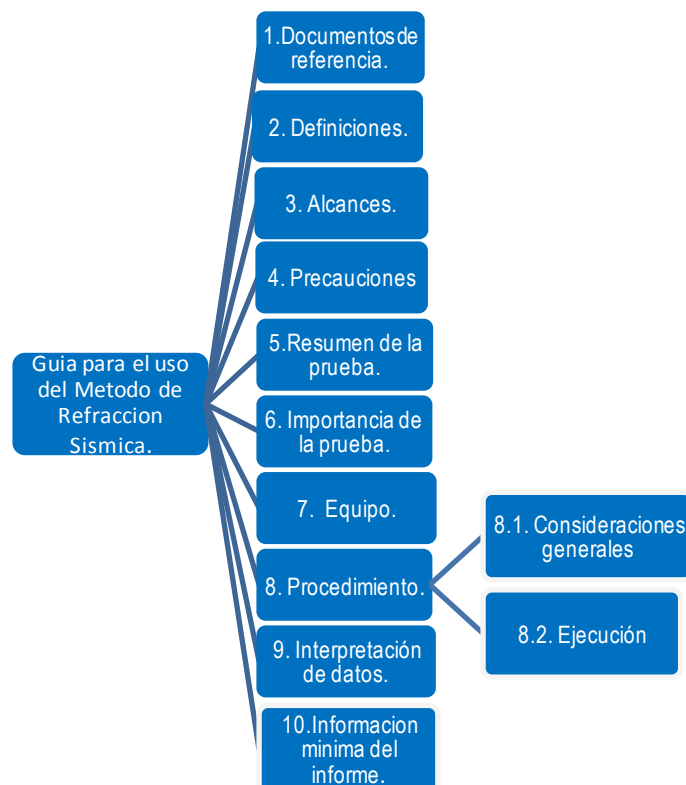 Guia para el uso
del Metodo de
Refraccion
Sismica.
1.Documentos de
referencia.
2. Definiciones.
3. Alcances.
4. Precauciones
5.Resumen de la
prueba.
6. Importancia de
la prueba.
7. Equipo.
8. Procedimiento.
8.1. Consideraciones
generales
8.2. Ejecución
9. Interpretación
de datos.
10.Informacion
minima del
informe.